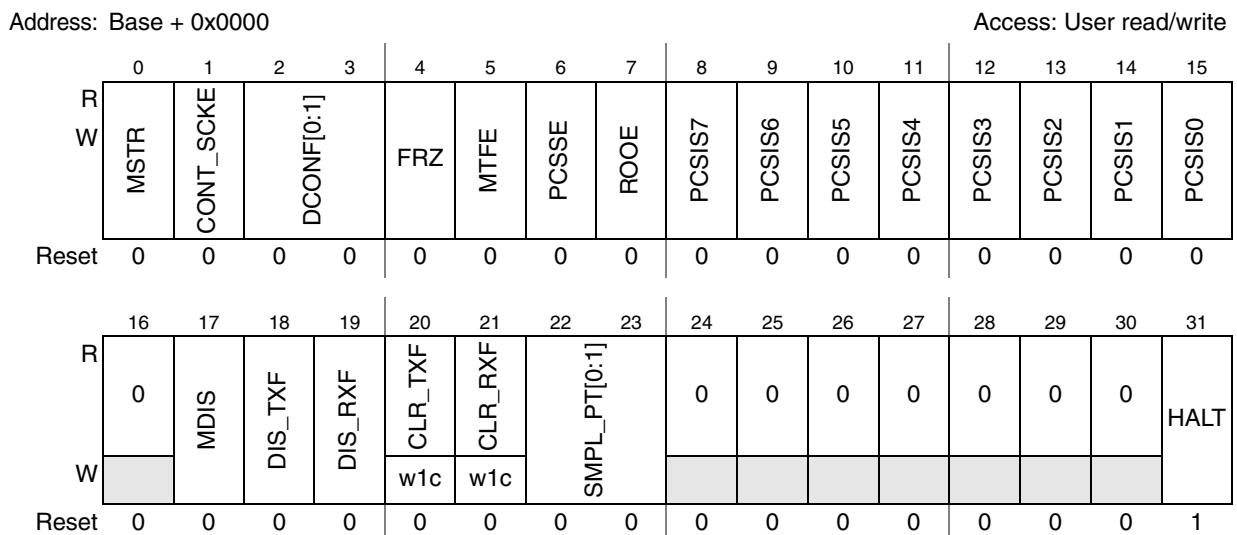 Address: Base + 0x0000 Access: User read/write
0 1 2 3 4 5 6 7 8 9 10 11 12 13 14 15
R
W
MSTR CONT_SCKE DCONF[0:1] FRZ MTFE PCSSE ROOE PCSIS7 PCSIS6 PCSIS5 PCSIS4 PCSIS3 PCSIS2 PCSIS1 PCSIS0
Reset 0 0 0 0 0 0 0 0 0 0 0 0 0 0 0 0
16 17 18 19 20 21 22 23 24 25 26 27 28 29 30 31
R 0 MDIS DIS_TXF DIS_RXF CLR_TXF CLR_RXF SMPL_PT[0:1] 0 0 0 0 0 0 0 HALT
W w1c w1c
Reset 0 0 0 0 0 0 0 0 0 0 0 0 0 0 0 1